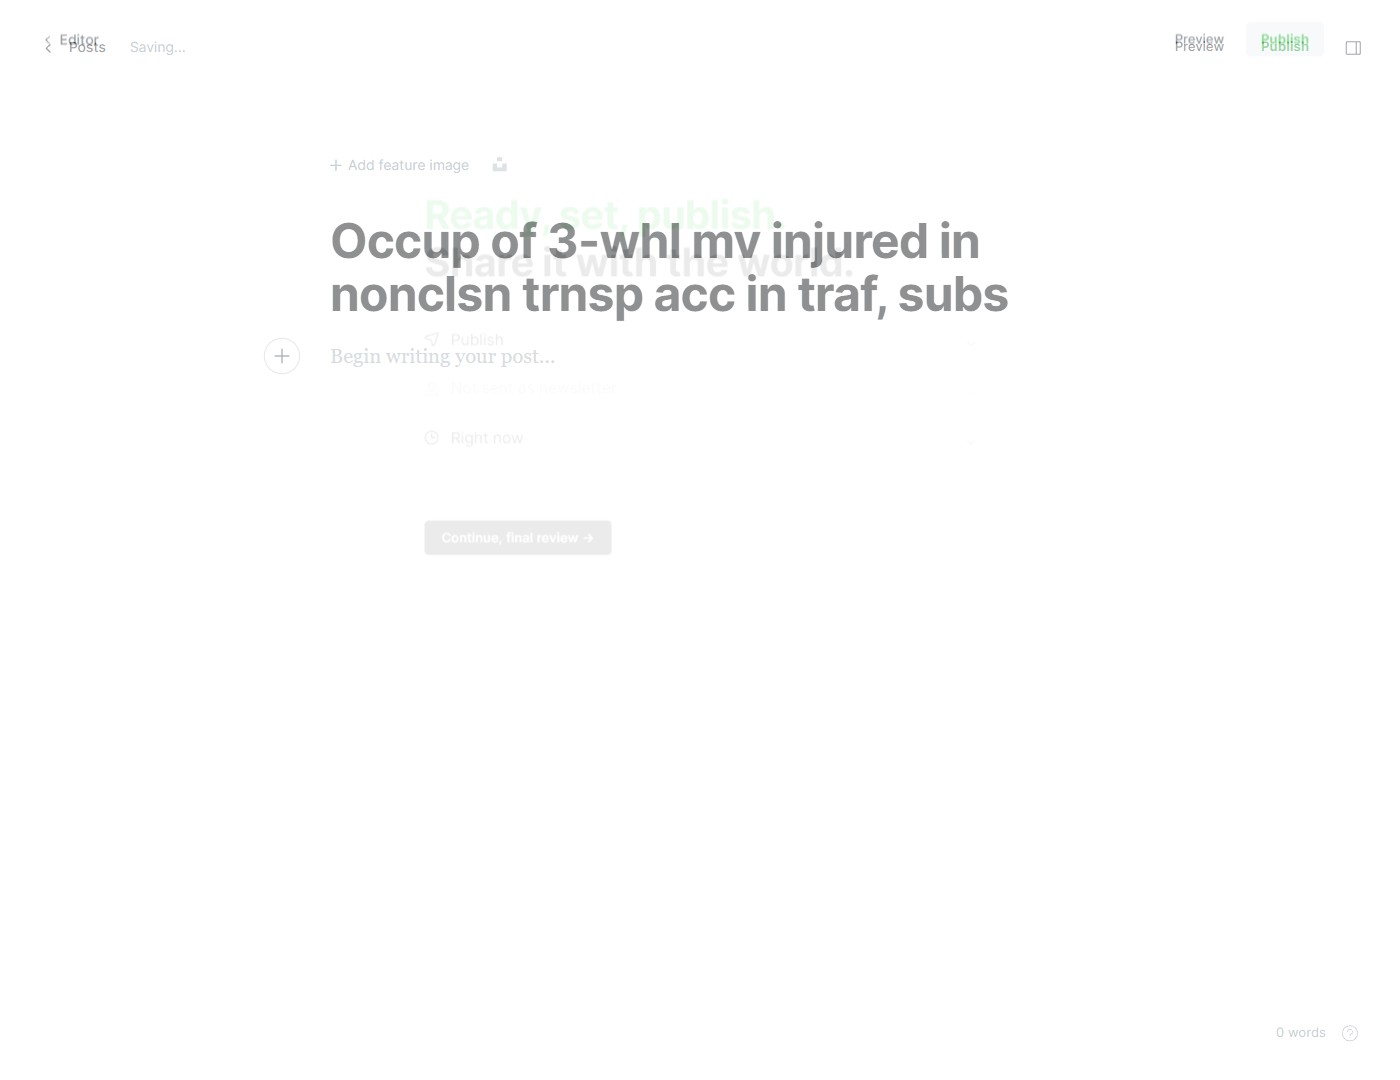 Editor
Posts
Saving...
Preview
Preview
Publish
Publish
Add feature image
Ready, set, publish.
Share it with the world.
Occup of 3-whl mv injured in
nonclsn trnsp acc in traf, subs
Publish
Begin writing your post...
Not sent as newsletter
Right now
Continue, final review →
0 words